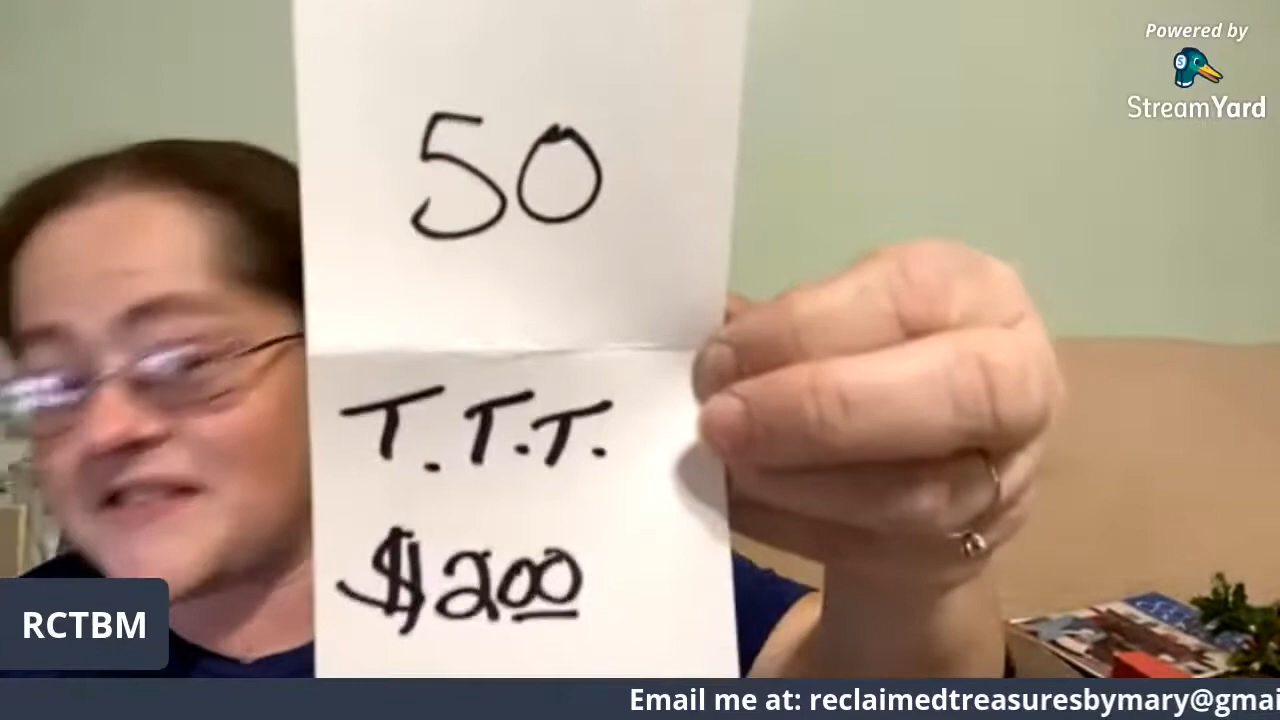 Powered by
StreamYard
50
T.T.T.
$200
RCTBM
Email me at: reclaimedtreasuresbymary@gmai